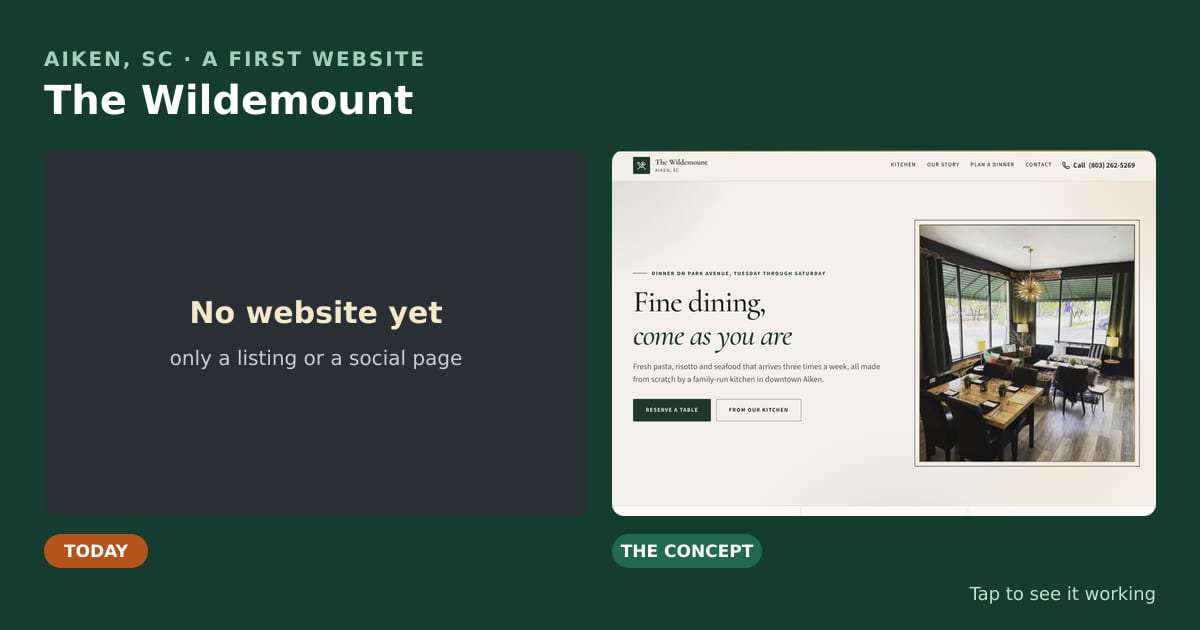 AIKEN, SC · A FIRST WEBSITE
The Wildemount
No website yet
only a listing or a social page
TODAY
The Wildemount
AIKEN, SC
KITCHEN OUR STORY PLAN A DINNER CONTACT Call (803) 262-5269
DINNER ON PARK AVENUE, TUESDAY THROUGH SATURDAY
Fine dining,
come as you are
Fresh pasta, risotto and seafood that arrives three times a week, all made
from scratch by a family-run kitchen in downtown Aiken.
RESERVE A TABLE FROM OUR KITCHEN
THE CONCEPT
Tap to see it working